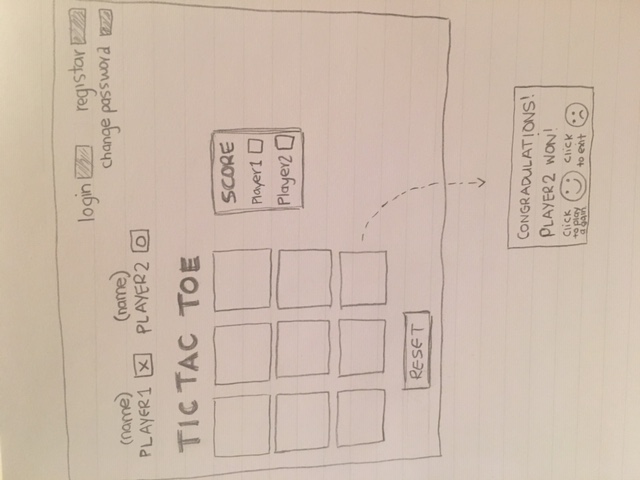 login registar
change password
(name) (name)
PLAYER1 X PLAYER2 O
TIC TAC TOE
SCORE
Player1
Player2
RESET
CONGRADULATIONS!
PLAYER2 WON!
click to play again
click to exit